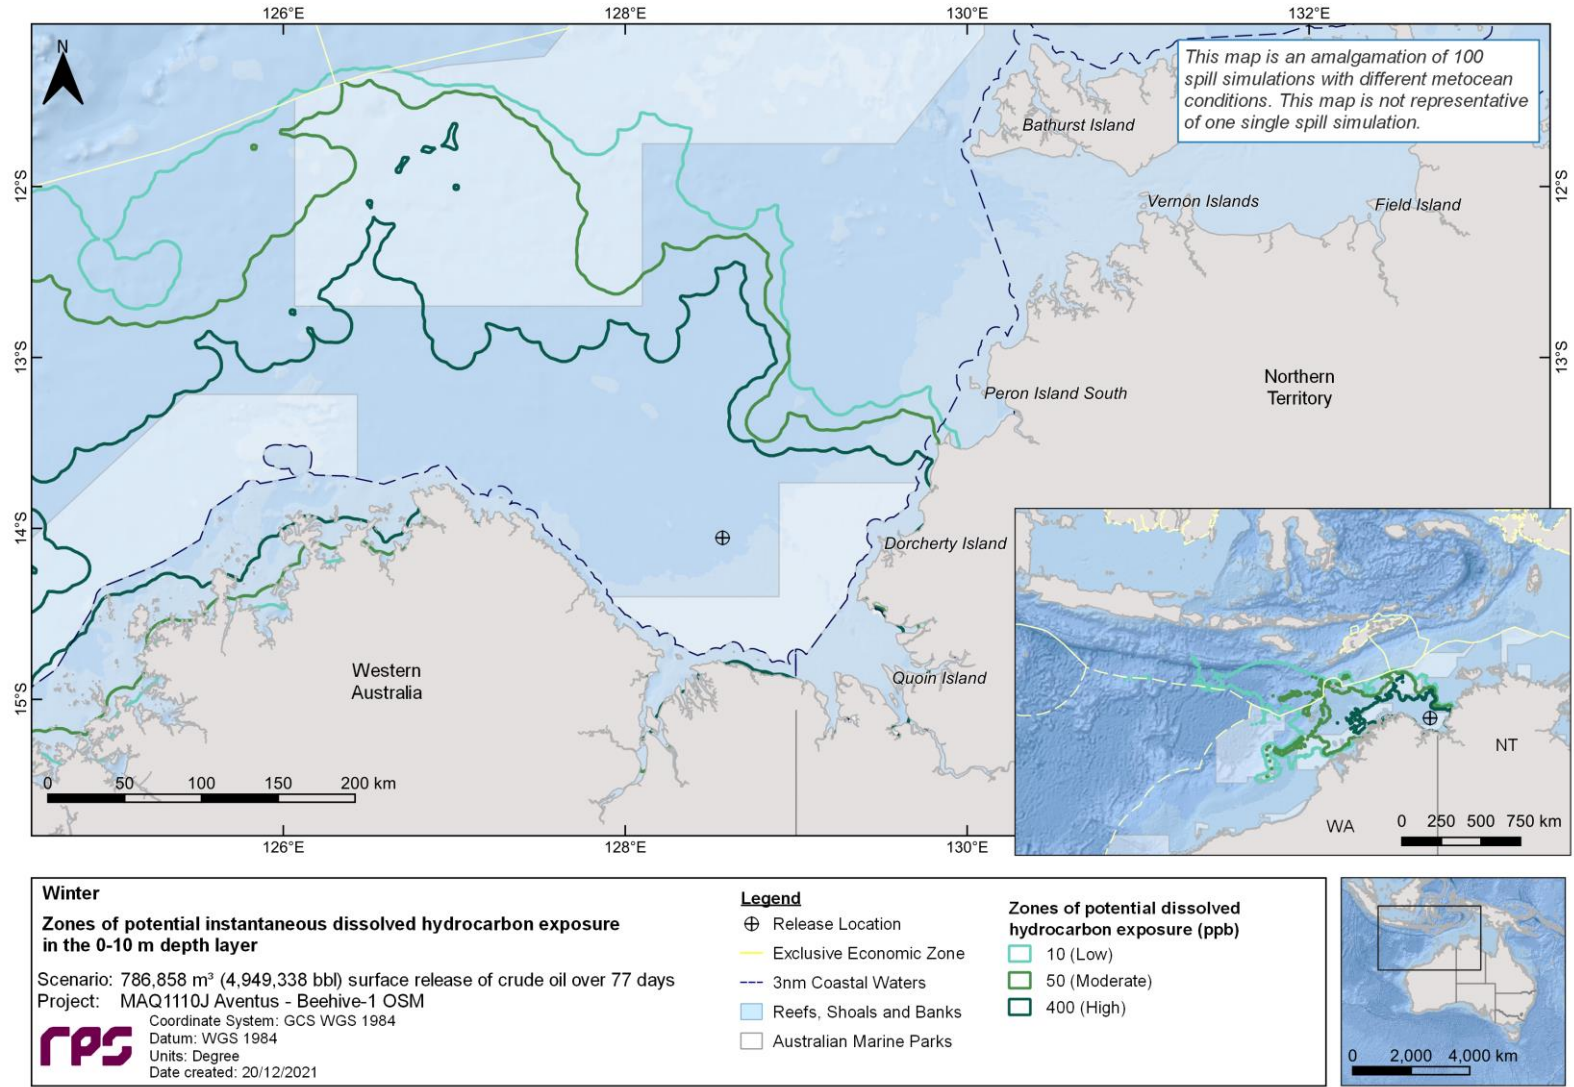 126°E
128°E
130°E
132°E
N
This map is an amalgamation of 100
spill simulations with different metocean
conditions. This map is not representative
of one single spill simulation.
Bathurst Island
12°S
12°S
Vernon Islands
Field Island
13°S
13°S
Peron Island South
Northern
Territory
14°S
Dorcherty Island
Western
Australia
Quoin Island
15°S
0 50 100 150 200 km
NT
WA
0 250 500 750 km
126°E
128°E
130°E
Winter
Zones of potential instantaneous dissolved hydrocarbon exposure
in the 0-10 m depth layer
Scenario: 786,858 m³ (4,949,338 bbl) surface release of crude oil over 77 days
Project: MAQ1110J Aventus - Beehive-1 OSM
rps
Coordinate System: GCS WGS 1984
Datum: WGS 1984
Units: Degree
Date created: 20/12/2021
Legend
Release Location
Exclusive Economic Zone
3nm Coastal Waters
Reefs, Shoals and Banks
Australian Marine Parks
Zones of potential dissolved
hydrocarbon exposure (ppb)
10 (Low)
50 (Moderate)
400 (High)
0 2,000 4,000 km